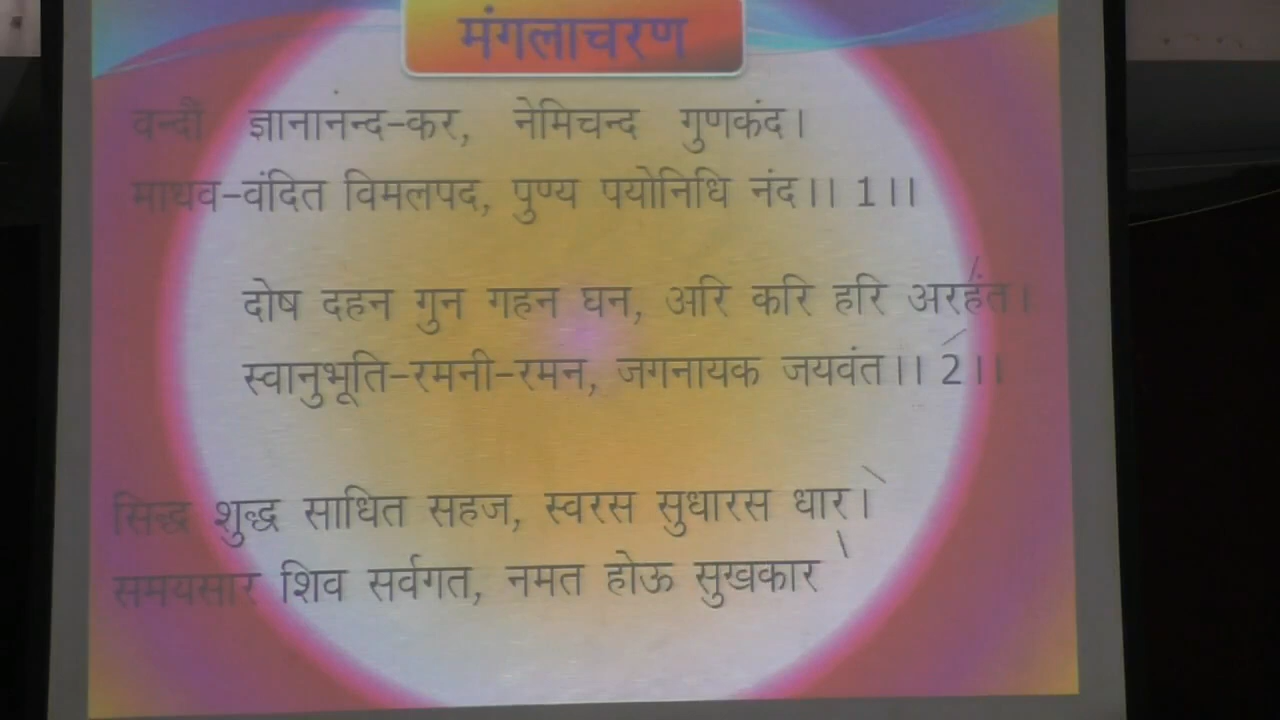 मंगलाचरण
वन्दौं ज्ञानानंन्द-कर, नेमिचन्द गुणकंद।
माधव-वंदित विमलपद, पुण्य पयोनिधि नंद।। 1।।
दोष दहन गुन गहन घन, अरि करि हरि अरहंत।
स्वानुभूति-रमनी-रमन, जगनायक जयवंत।। 2।।
सिद्ध शुद्ध साधित सहज, स्वरस सुधारस धार।
समयसार शिव सर्वगत, नमत होऊ सुखकार